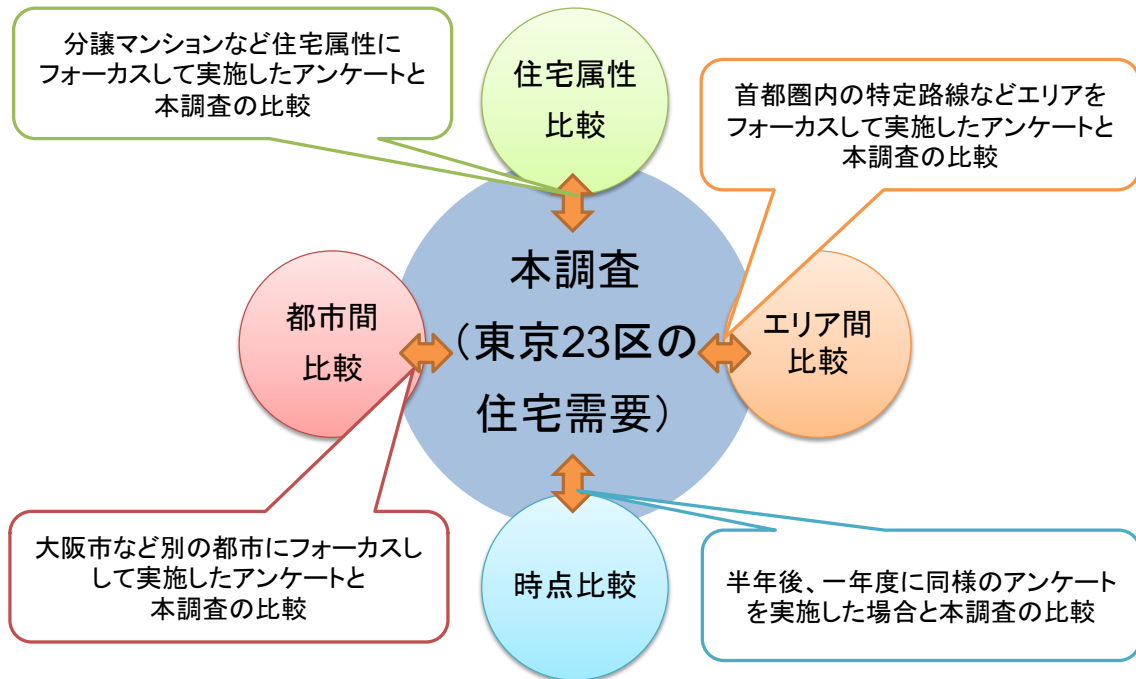 分譲マンションなど住宅属性に
フォーカスして実施したアンケートと
本調査の比較
住宅属性
比較
首都圏内の特定路線などエリアを
フォーカスして実施したアンケートと
本調査の比較
都市間
比較
本調査
（東京23区の
住宅需要）
エリア間
比較
大阪市など別の都市にフォーカスし
して実施したアンケートと
本調査の比較
時点比較
半年後、一年度に同様のアンケート
を実施した場合と本調査の比較